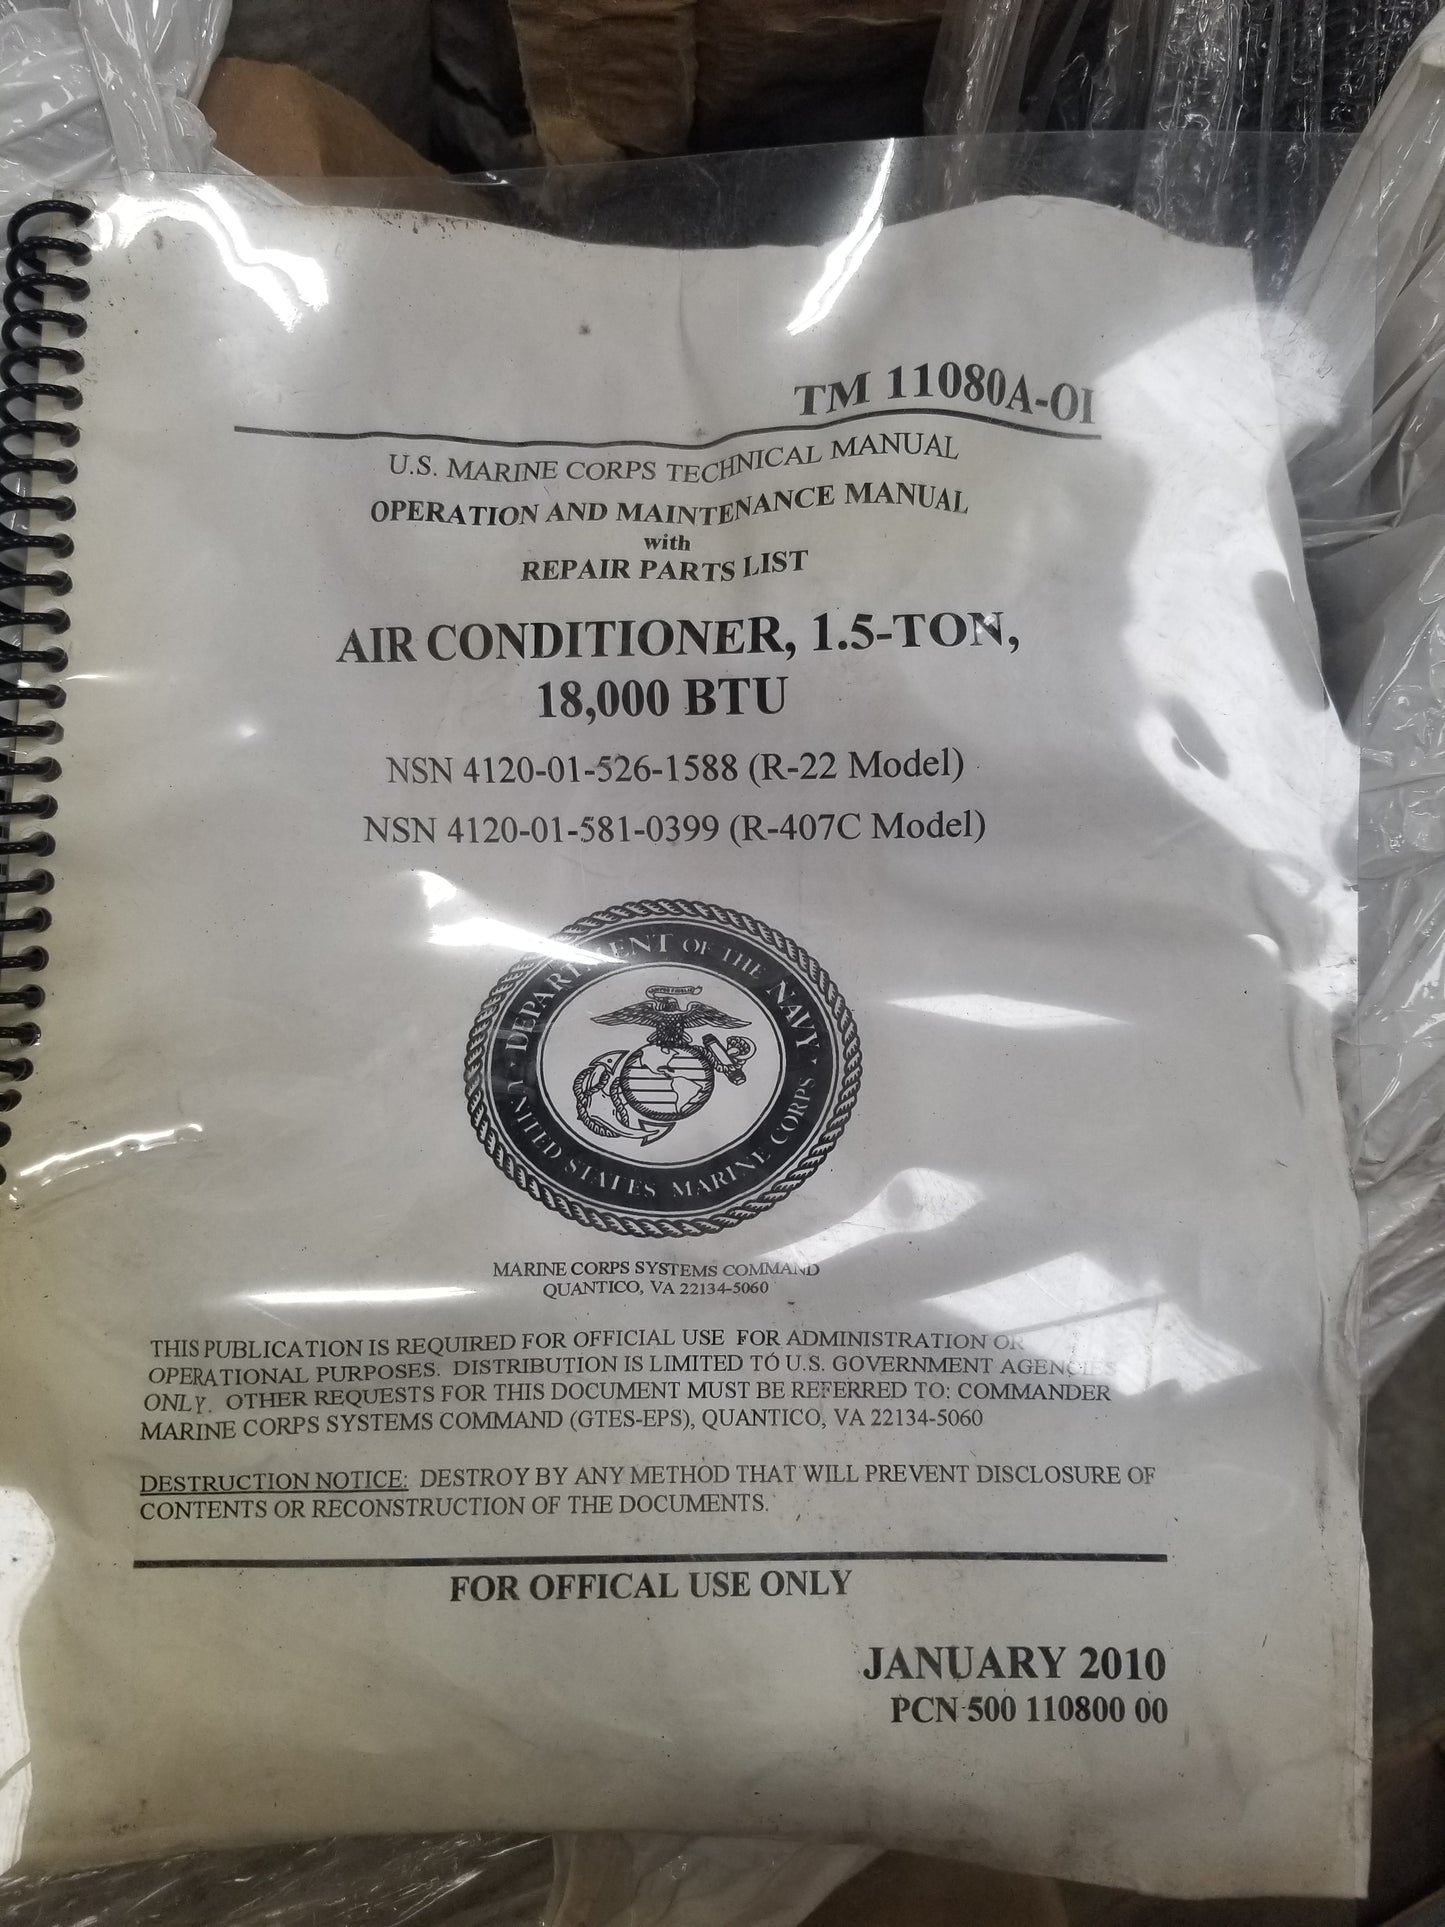 TM 11080A-OI
U.S. MARINE CORPS TECHNICAL MANUAL
OPERATION AND MAINTENANCE MANUAL
with
REPAIR PARTS LIST
AIR CONDITIONER, 1.5-TON,
18,000 BTU
NSN 4120-01-526-1588 (R-22 Model)
NSN 4120-01-581-0399 (R-407C Model)
DEPARTMENT OF THE NAVY
UNITED STATES MARINE CORPS
MARINE CORPS SYSTEMS COMMAND
QUANTICO, VA 22134-5060
THIS PUBLICATION IS REQUIRED FOR OFFICIAL USE FOR ADMINISTRATION OR
OPERATIONAL PURPOSES. DISTRIBUTION IS LIMITED TO U.S. GOVERNMENT AGENCIES
ONLY. OTHER REQUESTS FOR THIS DOCUMENT MUST BE REFERRED TO: COMMANDER
MARINE CORPS SYSTEMS COMMAND (GTES-EPS), QUANTICO, VA 22134-5060
DESTRUCTION NOTICE: DESTROY BY ANY METHOD THAT WILL PREVENT DISCLOSURE OF
CONTENTS OR RECONSTRUCTION OF THE DOCUMENTS.
FOR OFFICAL USE ONLY
JANUARY 2010
PCN 500 110800 00